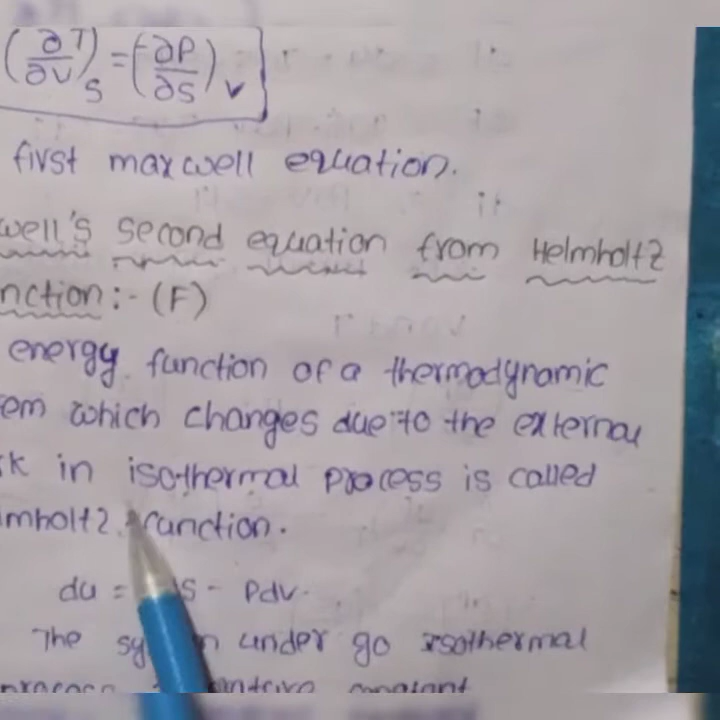 (∂T/∂V)S = (-∂P/∂S)V
first maxwell equation.
well's second equation from Helmholtz
nction:- (F)
energy function of a thermodynamic
em which changes due to the external
k in isothermal process is called
mholtz function.
du = S - Pdv.
The under go isothermal
constant